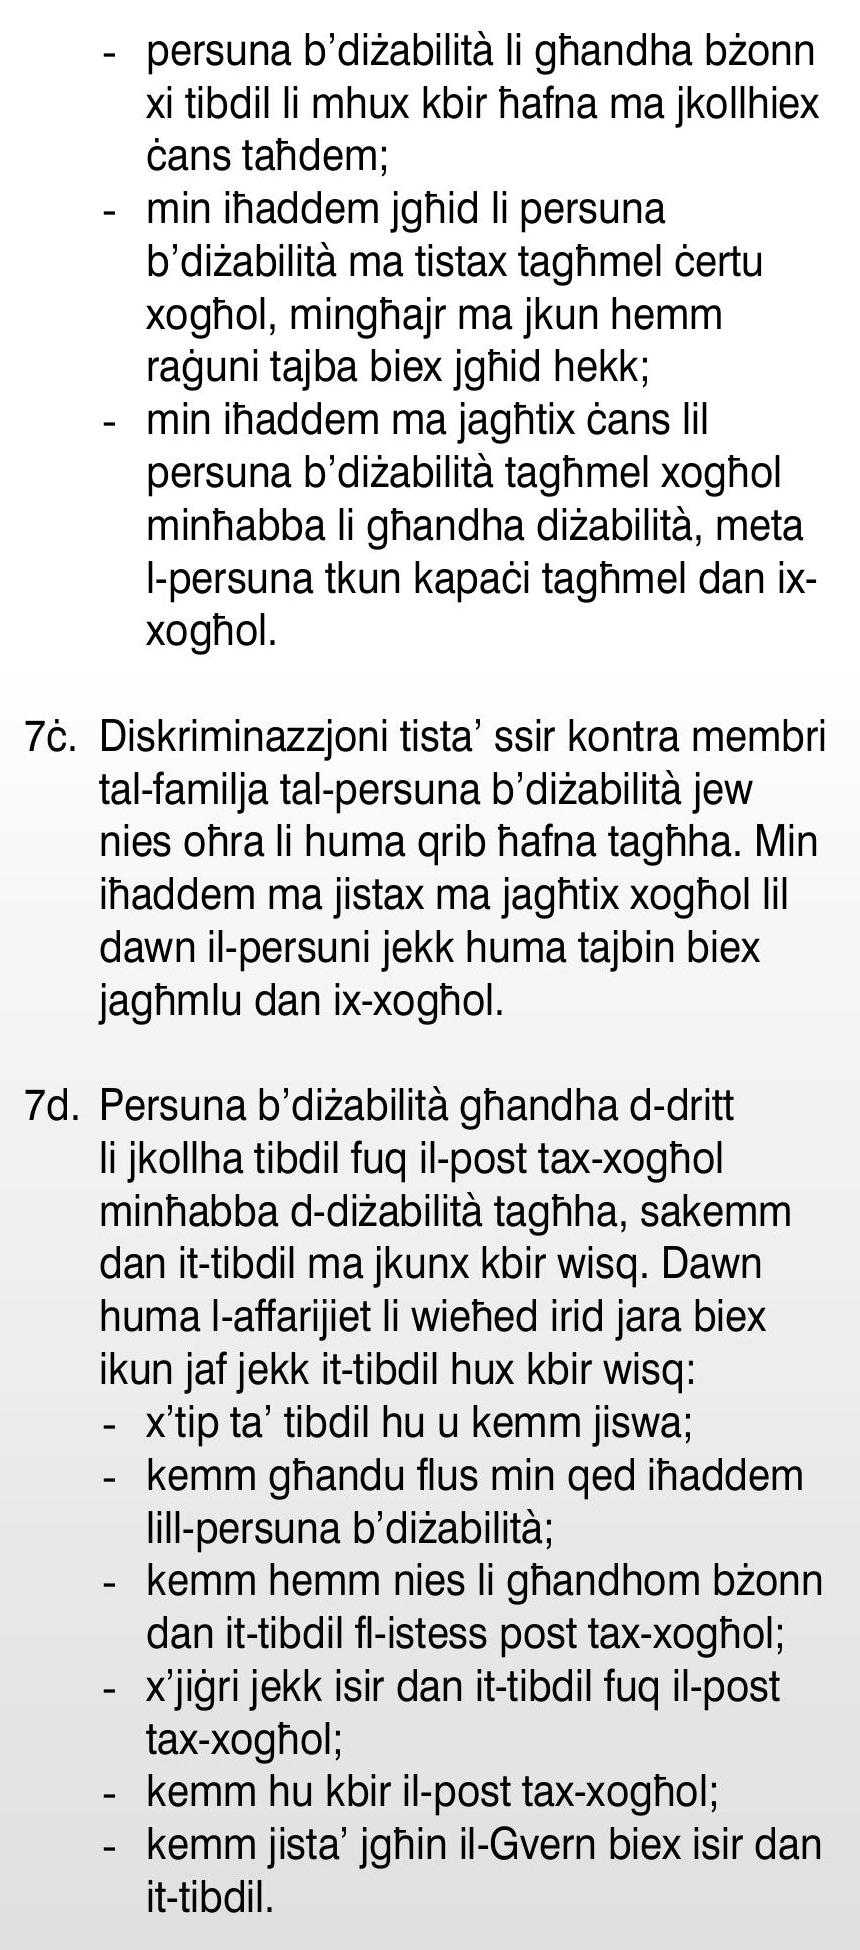 - persuna b’diżabilità li għandha bżonn
xi tibdil li mhux kbir ħafna ma jkollhiex
ċans taħdem;
- min iħaddem jgħid li persuna
b’diżabilità ma tistax tagħmel ċertu
xogħol, mingħajr ma jkun hemm
raġuni tajba biex jgħid hekk;
- min iħaddem ma jagħtix ċans lil
persuna b’diżabilità tagħmel xogħol
minħabba li għandha diżabilità, meta
l-persuna tkun kapaċi tagħmel dan ix-
xogħol.
7ċ. Diskriminazzjoni tista’ ssir kontra membri
tal-familja tal-persuna b’diżabilità jew
nies oħra li huma qrib ħafna tagħha. Min
iħaddem ma jistax ma jagħtix xogħol lil
dawn il-persuni jekk huma tajbin biex
jagħmlu dan ix-xogħol.
7d. Persuna b’diżabilità għandha d-dritt
li jkollha tibdil fuq il-post tax-xogħol
minħabba d-diżabilità tagħha, sakemm
dan it-tibdil ma jkunx kbir wisq. Dawn
huma l-affarijiet li wieħed irid jara biex
ikun jaf jekk it-tibdil hux kbir wisq:
- x’tip ta’ tibdil hu u kemm jiswa;
- kemm għandu flus min qed iħaddem
lill-persuna b’diżabilità;
- kemm hemm nies li għandhom bżonn
dan it-tibdil fl-istess post tax-xogħol;
- x’jiġri jekk isir dan it-tibdil fuq il-post
tax-xogħol;
- kemm hu kbir il-post tax-xogħol;
- kemm jista’ jgħin il-Gvern biex isir dan
it-tibdil.